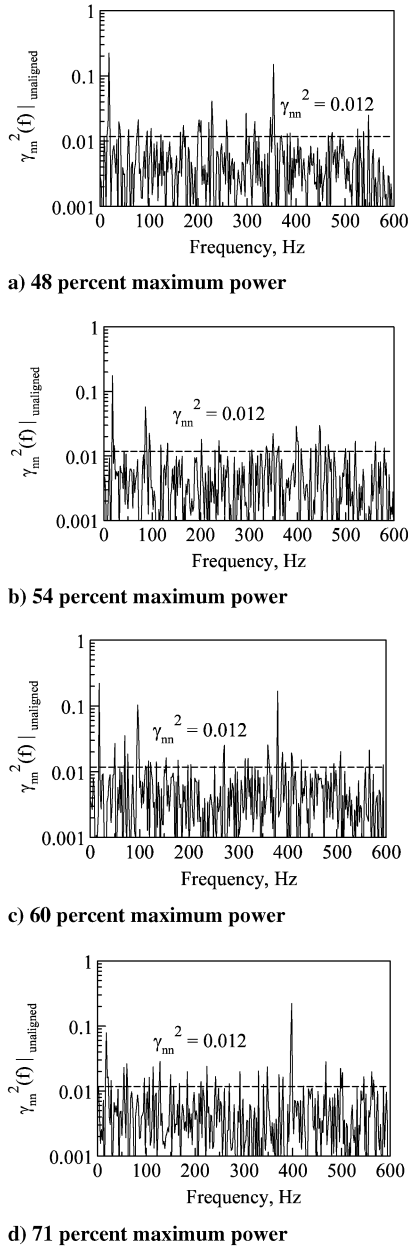 1
0.1
0.01
0.001
γnn²(f) | unaligned
γnn² = 0.012
0 100 200 300 400 500 600
Frequency, Hz
a) 48 percent maximum power
1
0.1
0.01
0.001
γnn²(f) | unaligned
γnn² = 0.012
0 100 200 300 400 500 600
Frequency, Hz
b) 54 percent maximum power
1
0.1
0.01
0.001
γnn²(f) | unaligned
γnn² = 0.012
0 100 200 300 400 500 600
Frequency, Hz
c) 60 percent maximum power
1
0.1
0.01
0.001
γnn²(f) | unaligned
γnn² = 0.012
0 100 200 300 400 500 600
Frequency, Hz
d) 71 percent maximum power